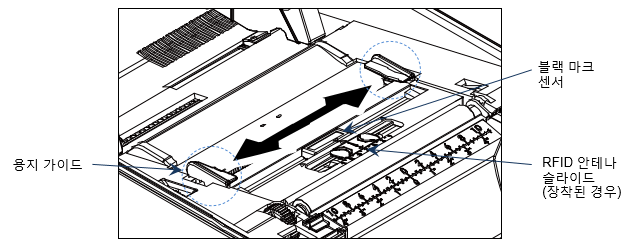 블랙 마크
센서
용지 가이드
RFID 안테나
슬라이드
(장착된 경우)